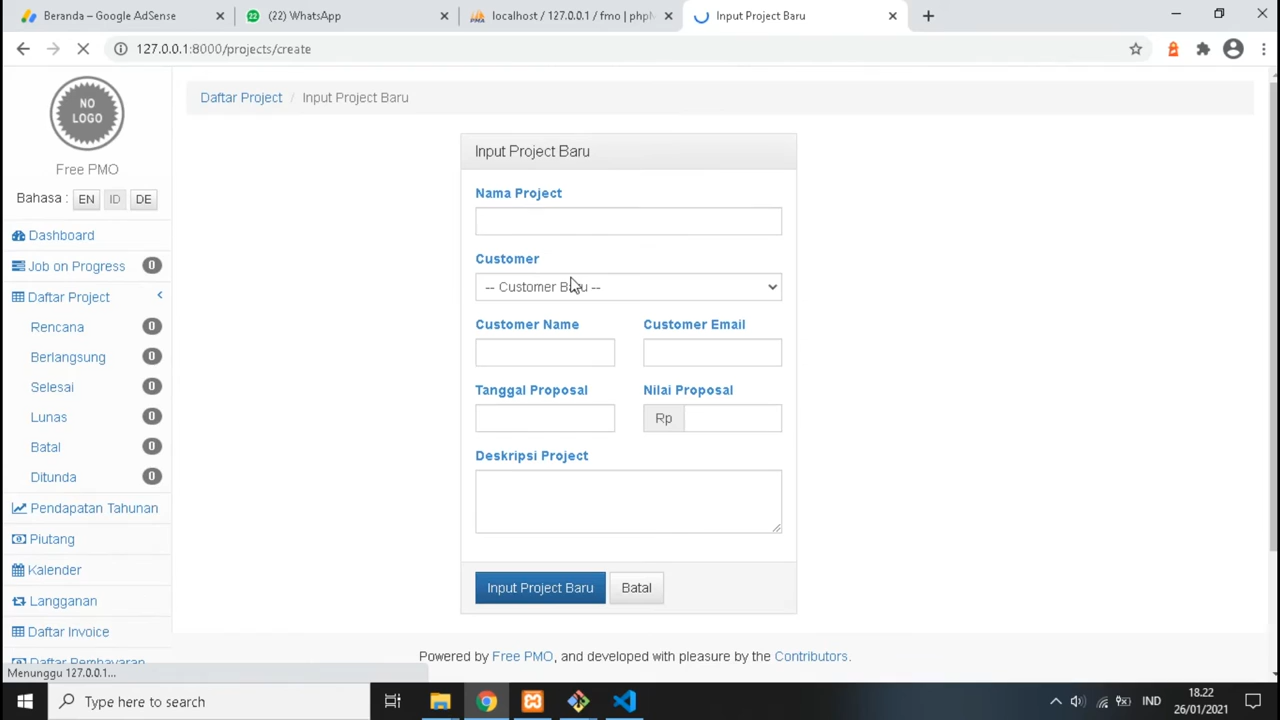 Beranda – Google AdSense
(22) WhatsApp
localhost / 127.0.0.1 / fmo | phpM
Input Project Baru
127.0.0.1:8000/projects/create
NO
LOGO
Free PMO
Bahasa : EN ID DE
Dashboard
Job on Progress 0
Daftar Project
Rencana 0
Berlangsung 0
Selesai 0
Lunas 0
Batal 0
Ditunda 0
Pendapatan Tahunan
Piutang
Kalender
Langganan
Daftar Invoice
Daftar Pembayaran
Menunggu 127.0.0.1...
Daftar Project / Input Project Baru
Input Project Baru
Nama Project
Customer
-- Customer Baru --
Customer Name Customer Email
Tanggal Proposal Nilai Proposal
Rp
Deskripsi Project
Input Project Baru Batal
Powered by Free PMO, and developed with pleasure by the Contributors.
Type here to search
IND
18.22
26/01/2021